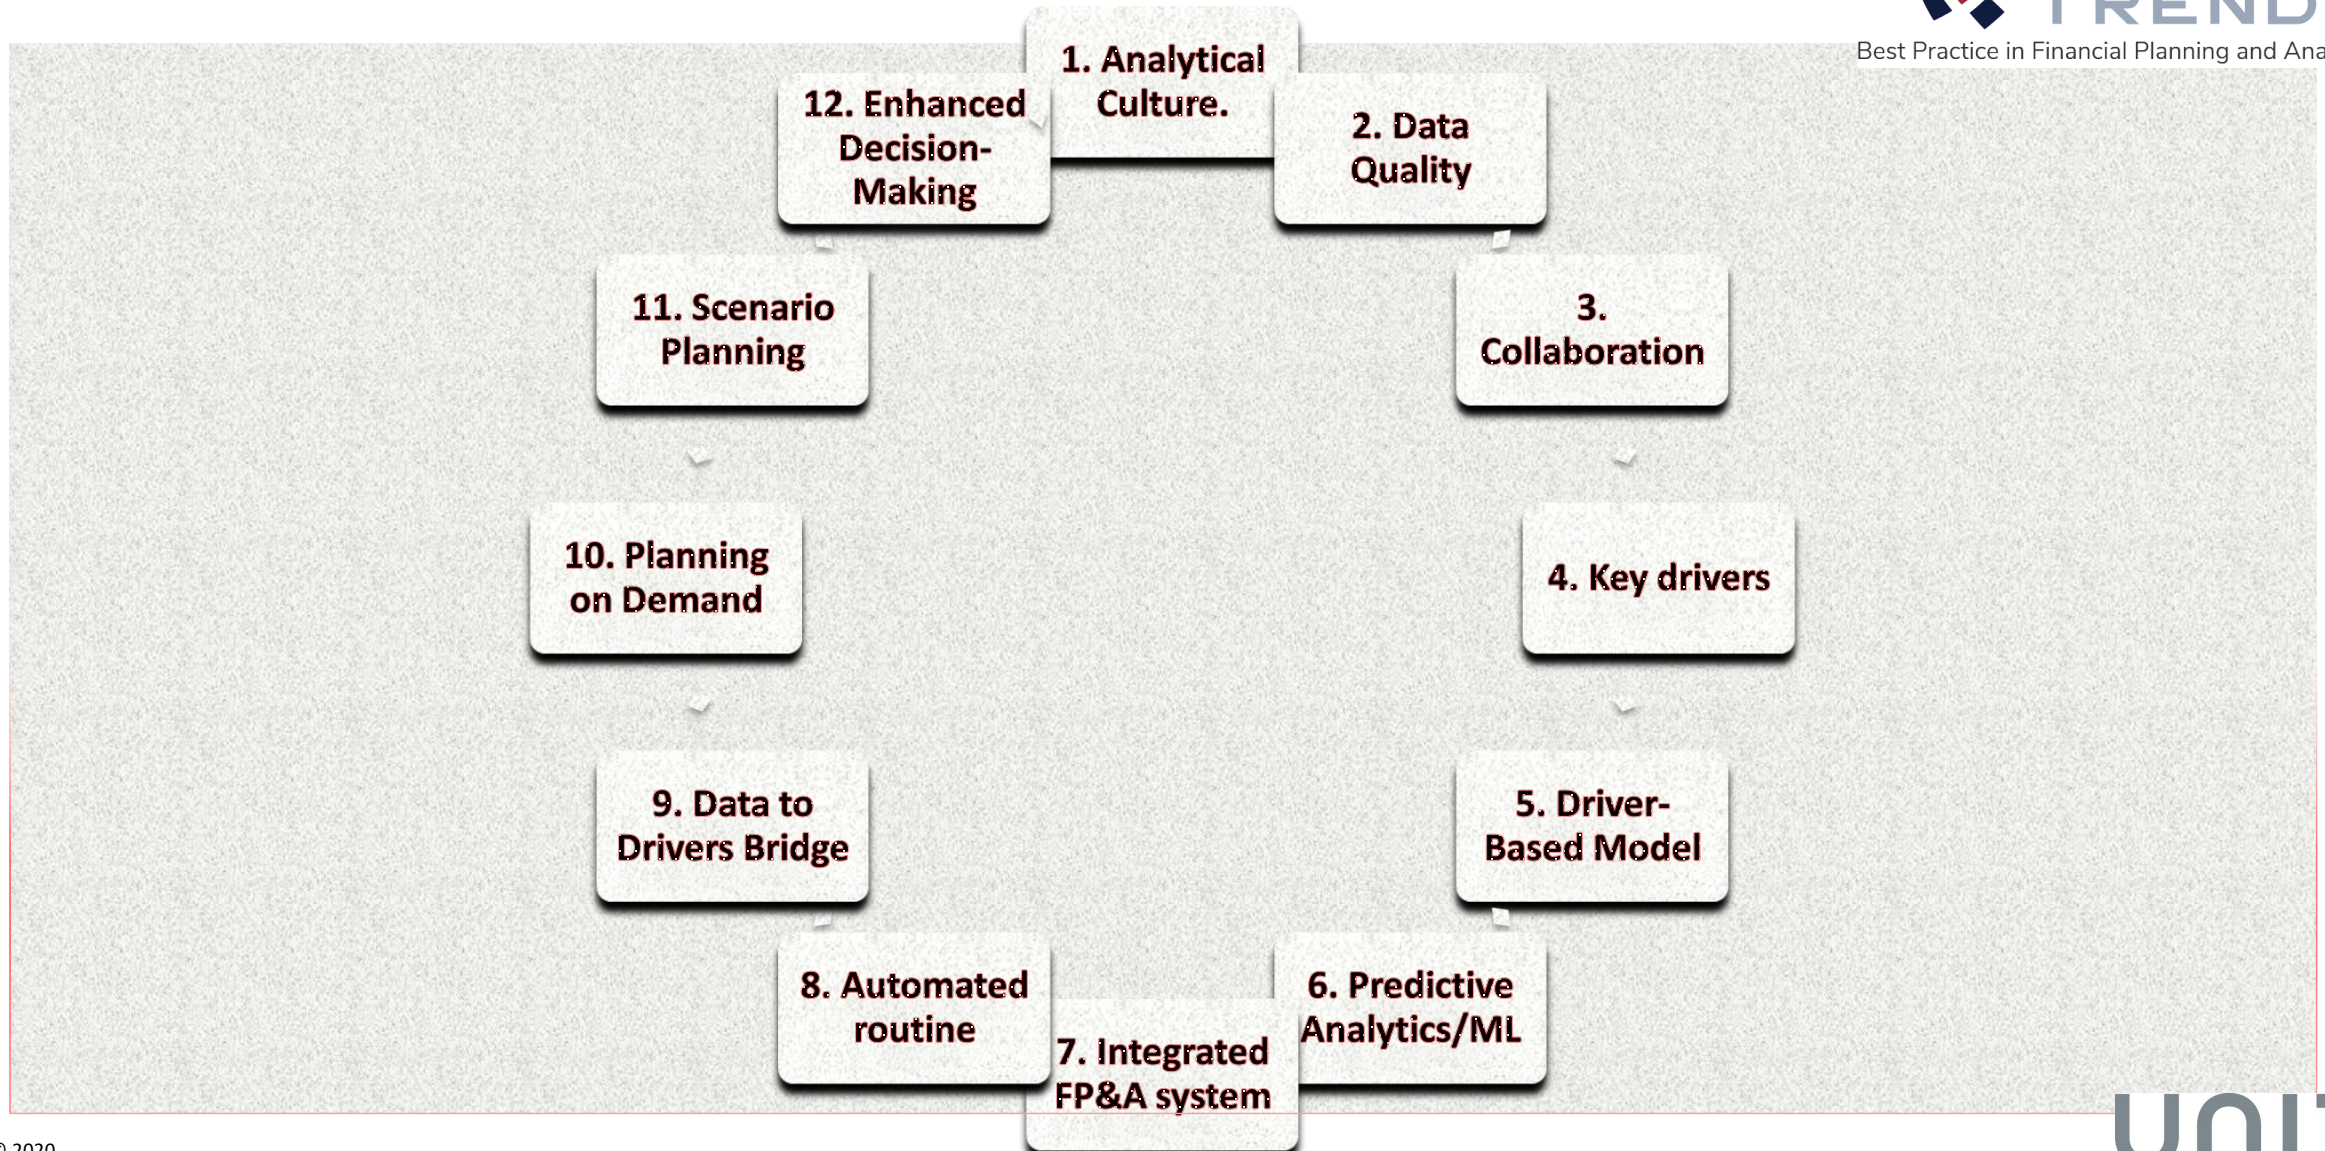 TREND
Best Practice in Financial Planning and Ana
1. Analytical
Culture.
2. Data
Quality
3.
Collaboration
4. Key drivers
5. Driver-
Based Model
6. Predictive
Analytics/ML
7. Integrated
FP&A system
8. Automated
routine
9. Data to
Drivers Bridge
10. Planning
on Demand
11. Scenario
Planning
12. Enhanced
Decision-
Making
© 2020